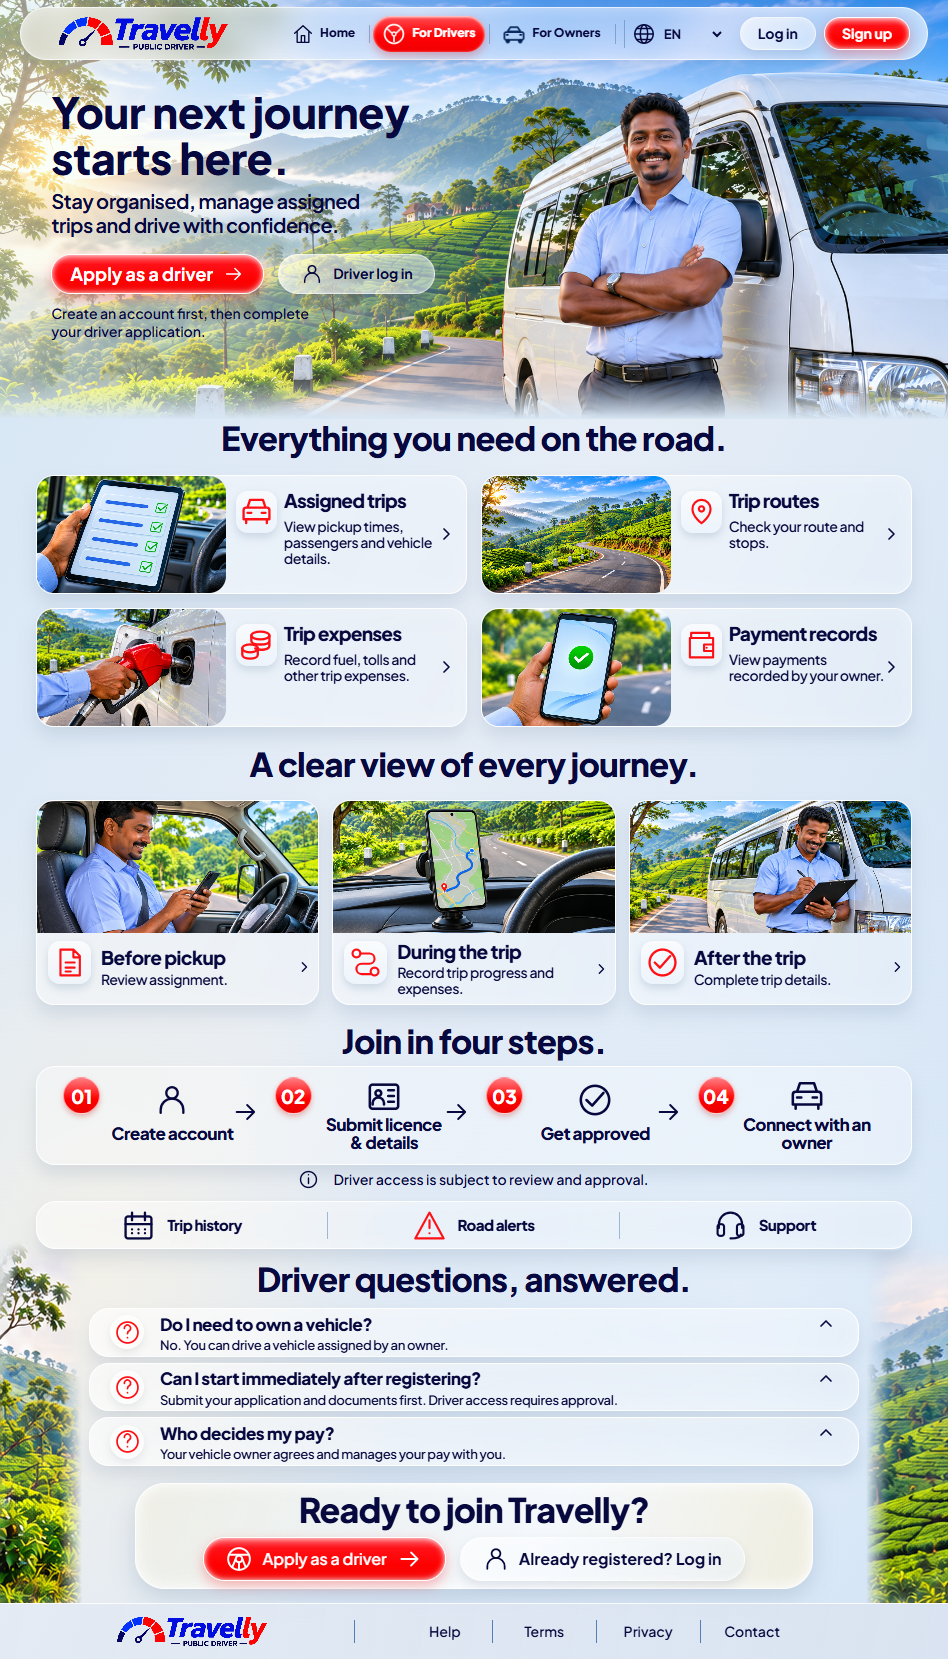 Travelly
PUBLIC DRIVER
Home
For Drivers
For Owners
EN
Log in
Sign up
Your next journey
starts here.
Stay organised, manage assigned
trips and drive with confidence.
Apply as a driver
Driver log in
Create an account first, then complete
your driver application.
Everything you need on the road.
Assigned trips
View pickup times,
passengers and vehicle
details.
Trip routes
Check your route and
stops.
Trip expenses
Record fuel, tolls and
other trip expenses.
Payment records
View payments
recorded by your owner.
A clear view of every journey.
Before pickup
Review assignment.
During the trip
Record trip progress and
expenses.
After the trip
Complete trip details.
Join in four steps.
01
Create account
02
Submit licence
& details
03
Get approved
04
Connect with an
owner
Driver access is subject to review and approval.
Trip history
Road alerts
Support
Driver questions, answered.
Do I need to own a vehicle?
No. You can drive a vehicle assigned by an owner.
Can I start immediately after registering?
Submit your application and documents first. Driver access requires approval.
Who decides my pay?
Your vehicle owner agrees and manages your pay with you.
Ready to join Travelly?
Apply as a driver
Already registered? Log in
Travelly
PUBLIC DRIVER
Help
Terms
Privacy
Contact